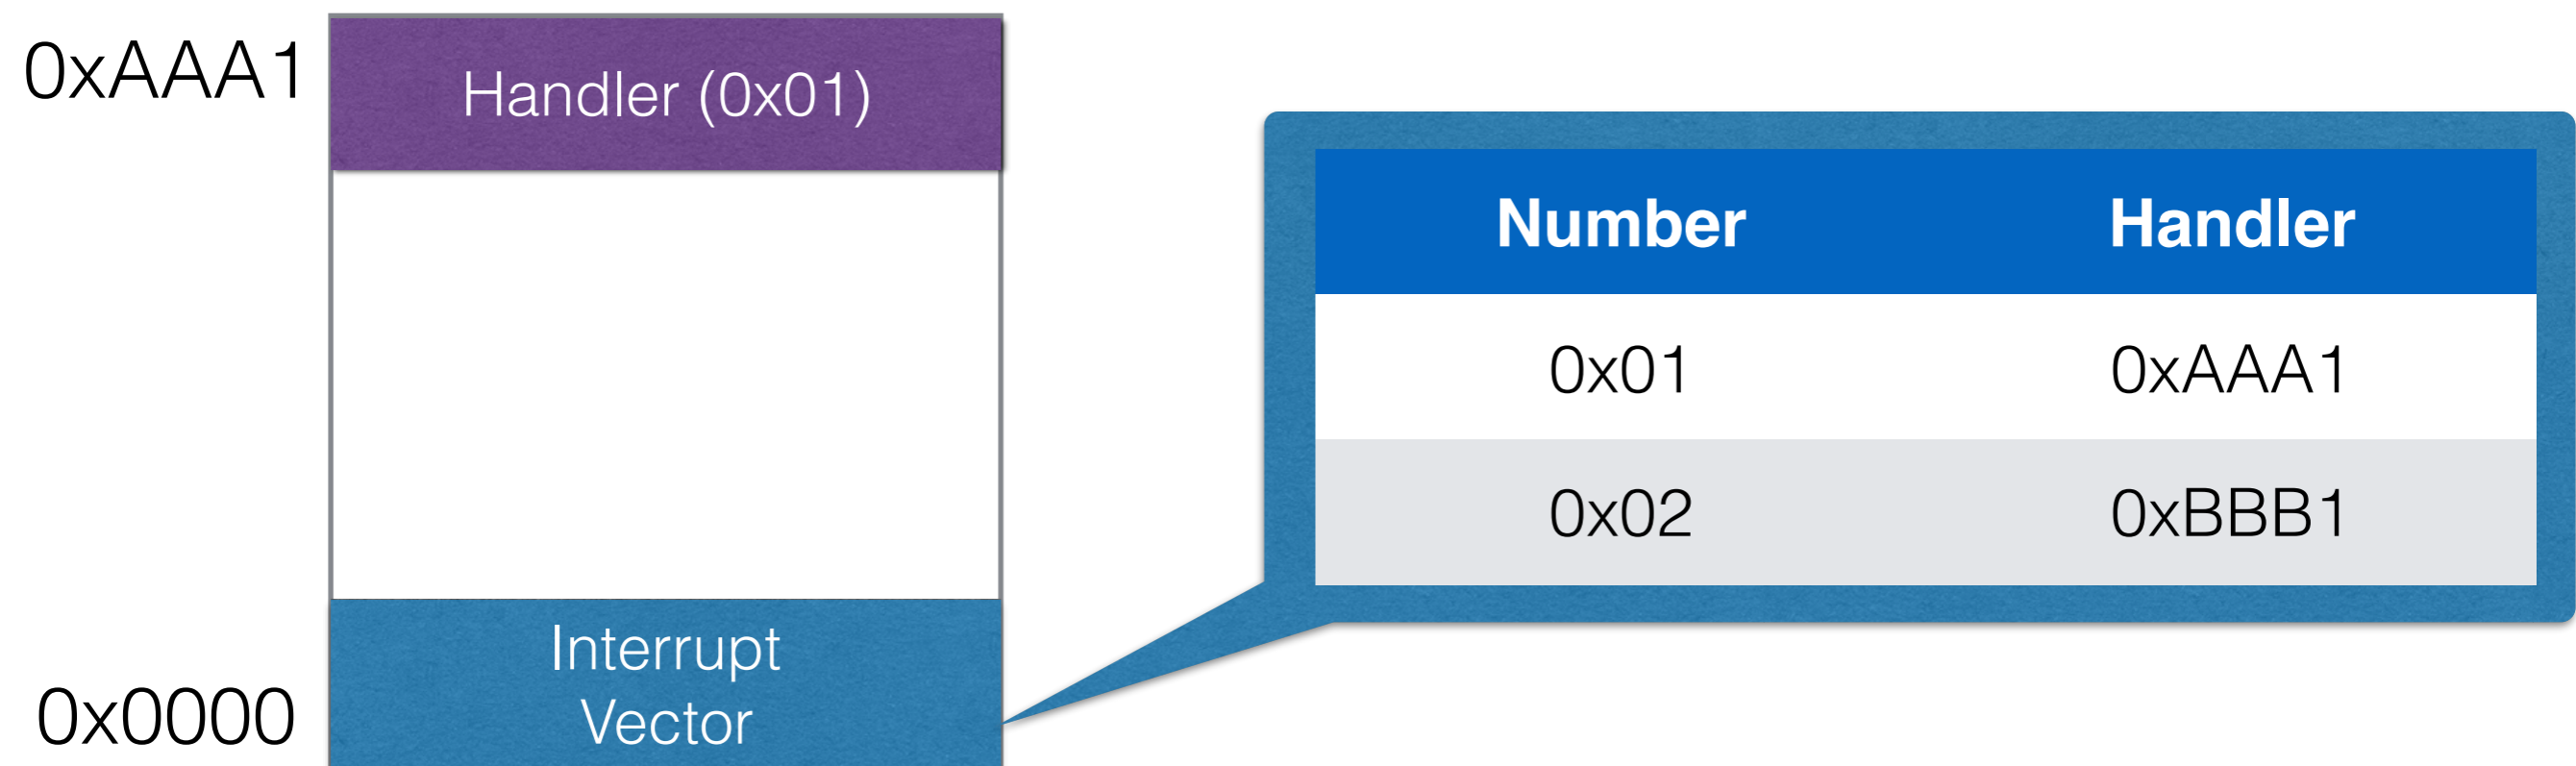 0xAAA1
Handler (0x01)
Number Handler
0x01 0xAAA1
0x02 0xBBB1
Interrupt
Vector
0x0000